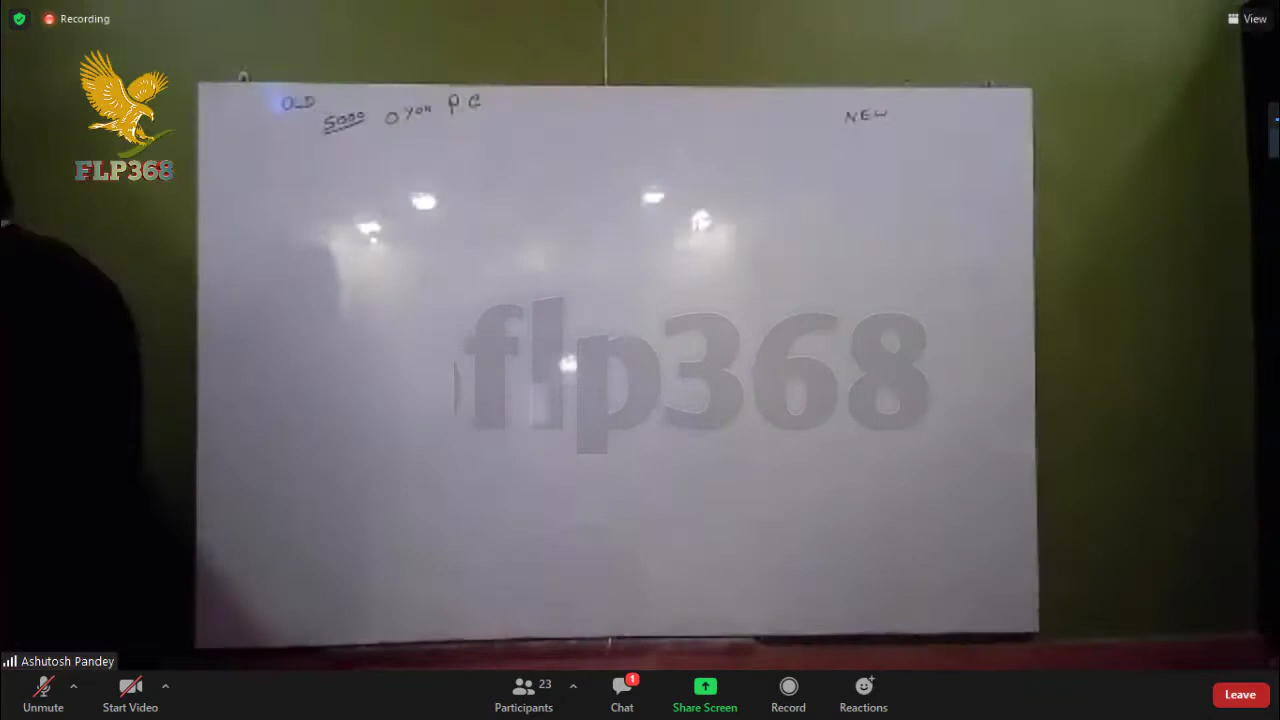 Recording
View
FLP368
OLD
5000
P C
NEW
flp368
Ashutosh Pandey
Unmute
Start Video
23
Participants
1
Chat
Share Screen
Record
Reactions
Leave